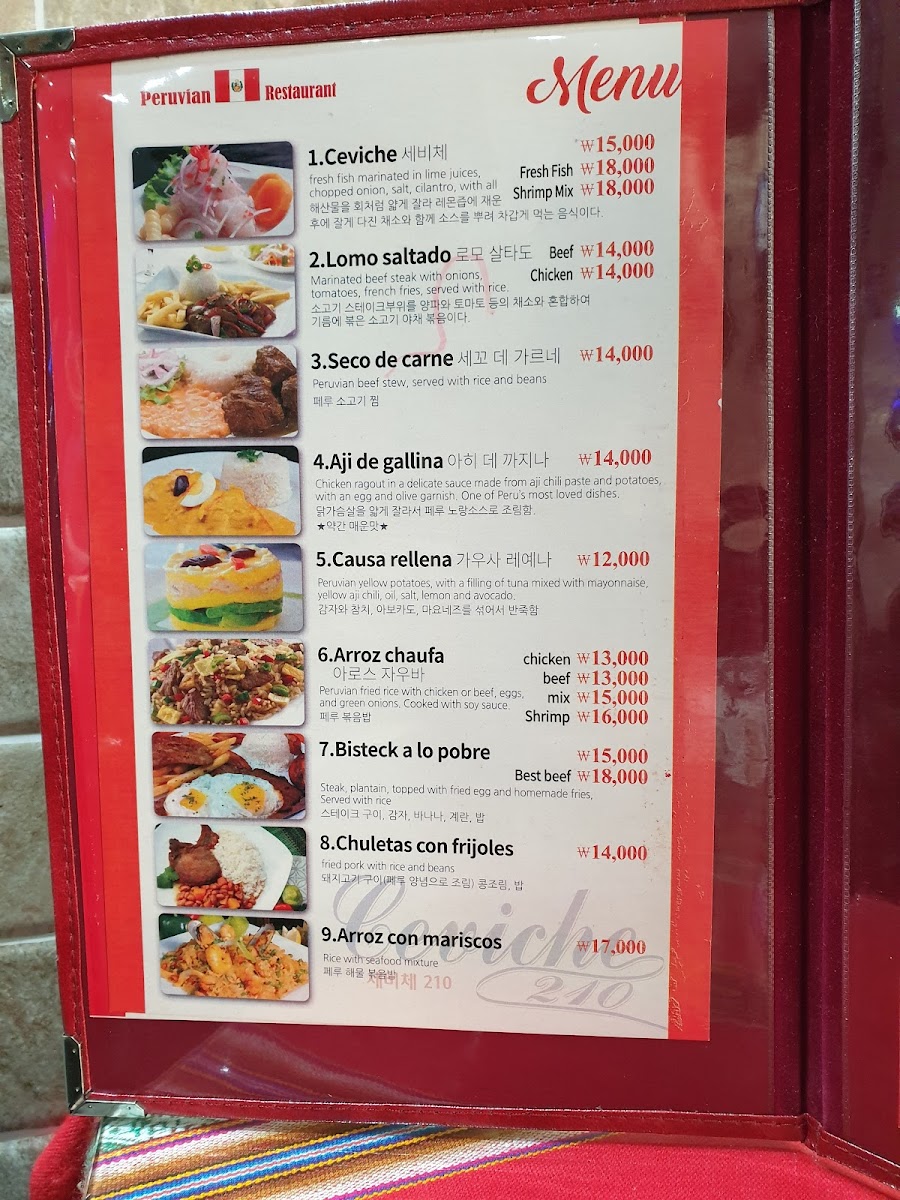 Peruvian Restaurant
Menu
1.Ceviche 세비체 ₩15,000
fresh fish marinated in lime juices, Fresh Fish ₩18,000
chopped onion, salt, cilantro, with all Shrimp Mix ₩18,000
해산물을 회처럼 얇게 잘라 레몬즙에 재운
후에 잘게 다진 채소와 함께 소스를 뿌려 차갑게 먹는 음식이다.
2.Lomo saltado 로모 살타도 Beef ₩14,000
Marinated beef steak with onions, Chicken ₩14,000
tomatoes, french fries, served with rice.
소고기 스테이크부위를 양파와 토마토 등의 채소와 혼합하여
기름에 볶은 소고기 야채 볶음이다.
3.Seco de carne 세꼬 데 가르네 ₩14,000
Peruvian beef stew, served with rice and beans
페루 소고기 찜
4.Aji de gallina 아히 데 까지나 ₩14,000
Chicken ragout in a delicate sauce made from aji chili paste and potatoes,
with an egg and olive garnish. One of Peru's most loved dishes.
닭가슴살을 얇게 잘라서 페루 노랑소스로 조림함.
★약간 매운맛★
5.Causa rellena 가우사 레예나 ₩12,000
Peruvian yellow potatoes, with a filling of tuna mixed with mayonnaise,
yellow aji chili, oil, salt, lemon and avocado.
감자와 참치, 아보카도, 마요네즈를 섞어서 반죽함
6.Arroz chaufa chicken ₩13,000
아로스 자우바 beef ₩13,000
Peruvian fried rice with chicken or beef, eggs, mix ₩15,000
and green onions. Cooked with soy sauce. Shrimp ₩16,000
페루 볶음밥
7.Bisteck a lo pobre ₩15,000
Best beef ₩18,000
Steak, plantain, topped with fried egg and homemade fries,
Served with rice
스테이크 구이, 감자, 바나나, 계란, 밥
8.Chuletas con frijoles ₩14,000
fried pork with rice and beans
돼지고기 구이(페루 양념으로 조림) 콩조림, 밥
9.Arroz con mariscos ₩17,000
Rice with seafood mixture
페루 해물 볶음밥
Ceviche
세비체 210
210